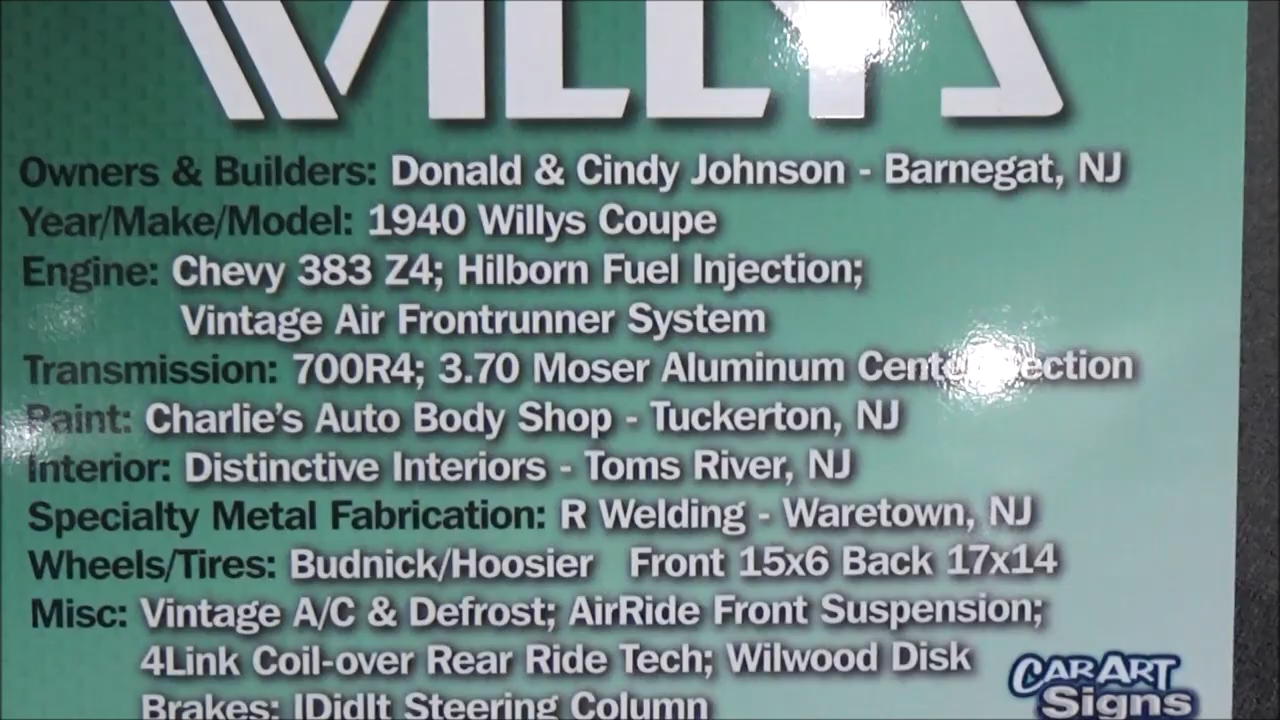 WILLYS
Owners & Builders: Donald & Cindy Johnson - Barnegat, NJ
Year/Make/Model: 1940 Willys Coupe
Engine: Chevy 383 Z4; Hilborn Fuel Injection;
Vintage Air Frontrunner System
Transmission: 700R4; 3.70 Moser Aluminum Center Section
Paint: Charlie's Auto Body Shop - Tuckerton, NJ
Interior: Distinctive Interiors - Toms River, NJ
Specialty Metal Fabrication: R Welding - Waretown, NJ
Wheels/Tires: Budnick/Hoosier Front 15x6 Back 17x14
Misc: Vintage A/C & Defrost; AirRide Front Suspension;
4Link Coil-over Rear Ride Tech; Wilwood Disk
Brakes; IDidIt Steering Column
CAR ART
Signs